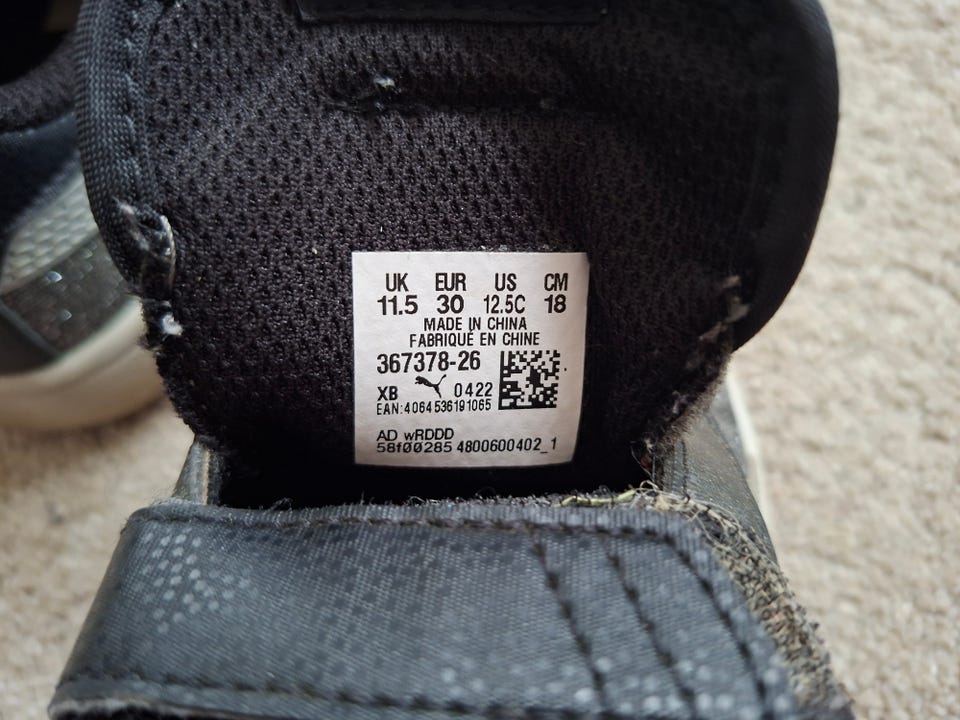 UK EUR US CM
11.5 30 12.5C 18
MADE IN CHINA
FABRIQUÉ EN CHINE
367378-26
XB 0422
EAN:4064536191065
AD wRDDD
58f00285 4800600402_1